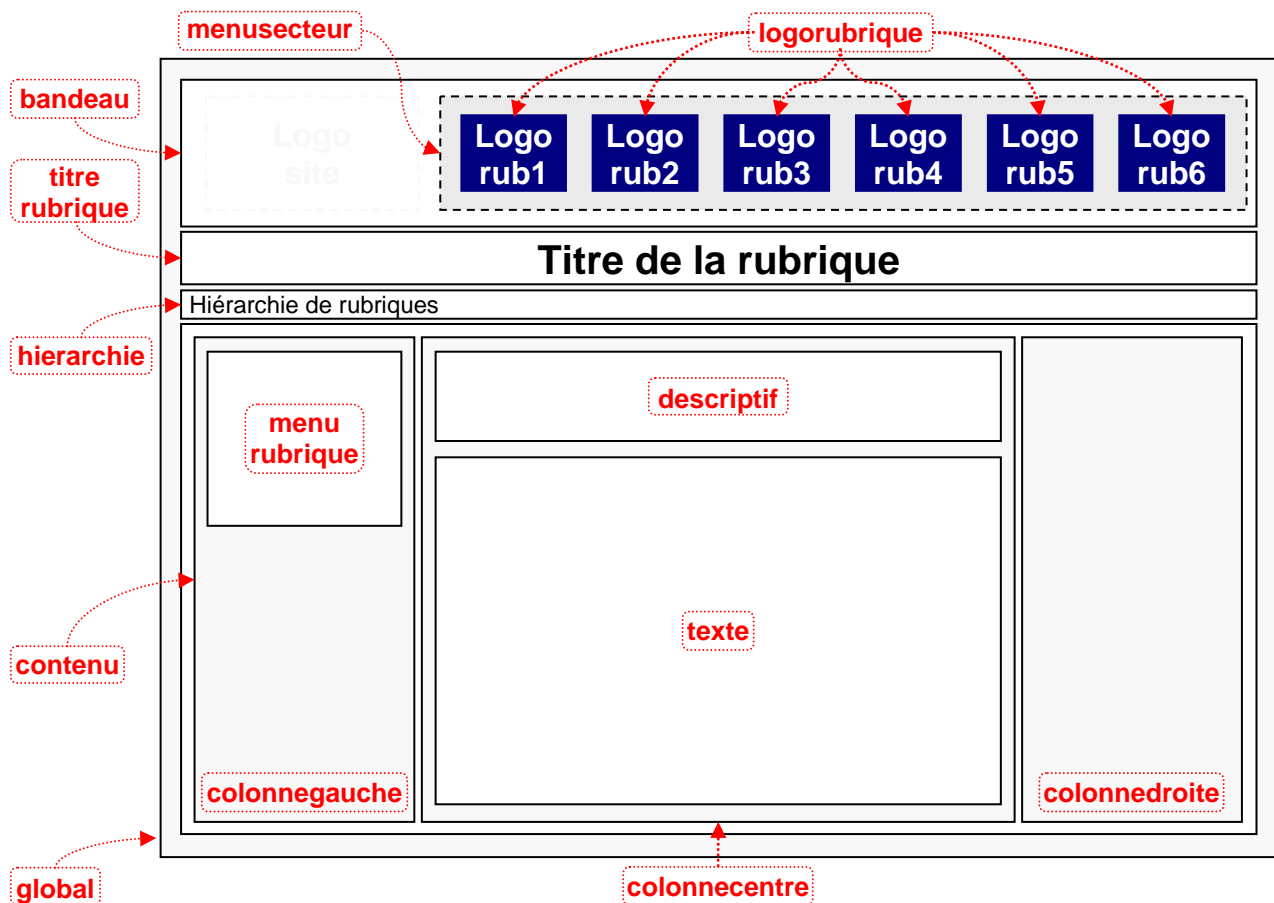 menusecteur
logorubrique
bandeau
Logo
site
Logo
rub1
Logo
rub2
Logo
rub3
Logo
rub4
Logo
rub5
Logo
rub6
titre
rubrique
Titre de la rubrique
Hiérarchie de rubriques
hierarchie
menu
rubrique
descriptif
texte
contenu
colonnegauche
colonnedroite
global
colonnecentre